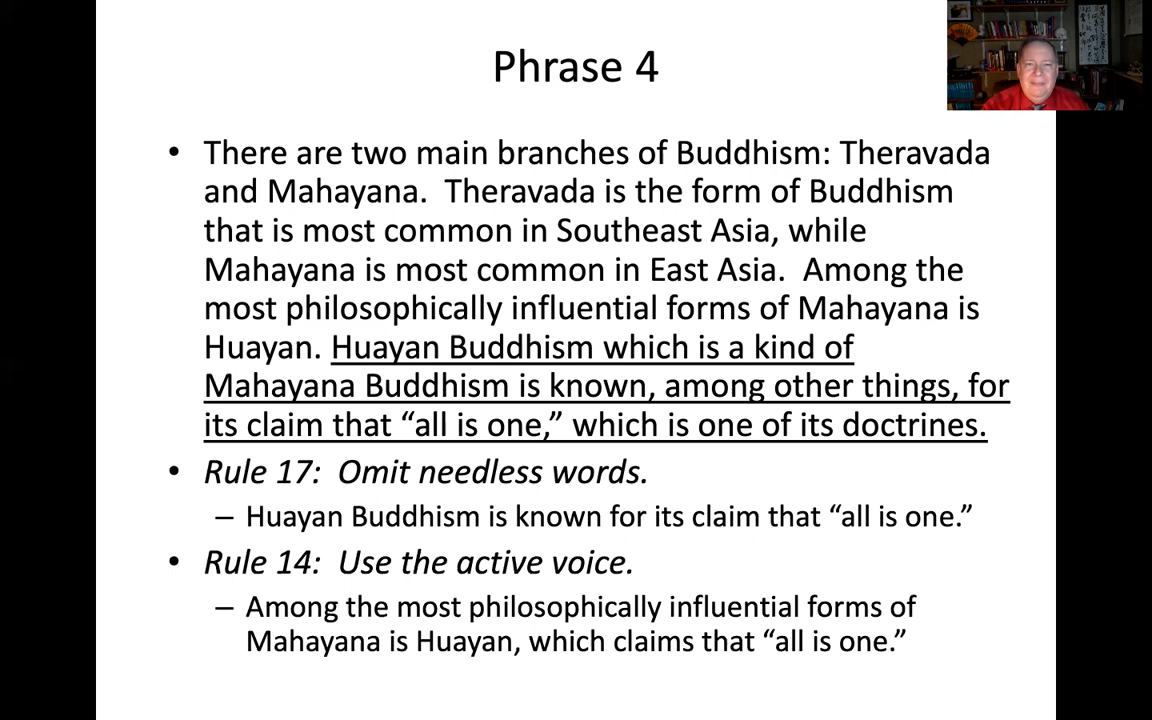 Phrase 4
• There are two main branches of Buddhism: Theravada
and Mahayana.  Theravada is the form of Buddhism
that is most common in Southeast Asia, while
Mahayana is most common in East Asia.  Among the
most philosophically influential forms of Mahayana is
Huayan. Huayan Buddhism which is a kind of
Mahayana Buddhism is known, among other things, for
its claim that “all is one,” which is one of its doctrines.
• Rule 17:  Omit needless words.
– Huayan Buddhism is known for its claim that “all is one.”
• Rule 14:  Use the active voice.
– Among the most philosophically influential forms of
Mahayana is Huayan, which claims that “all is one.”